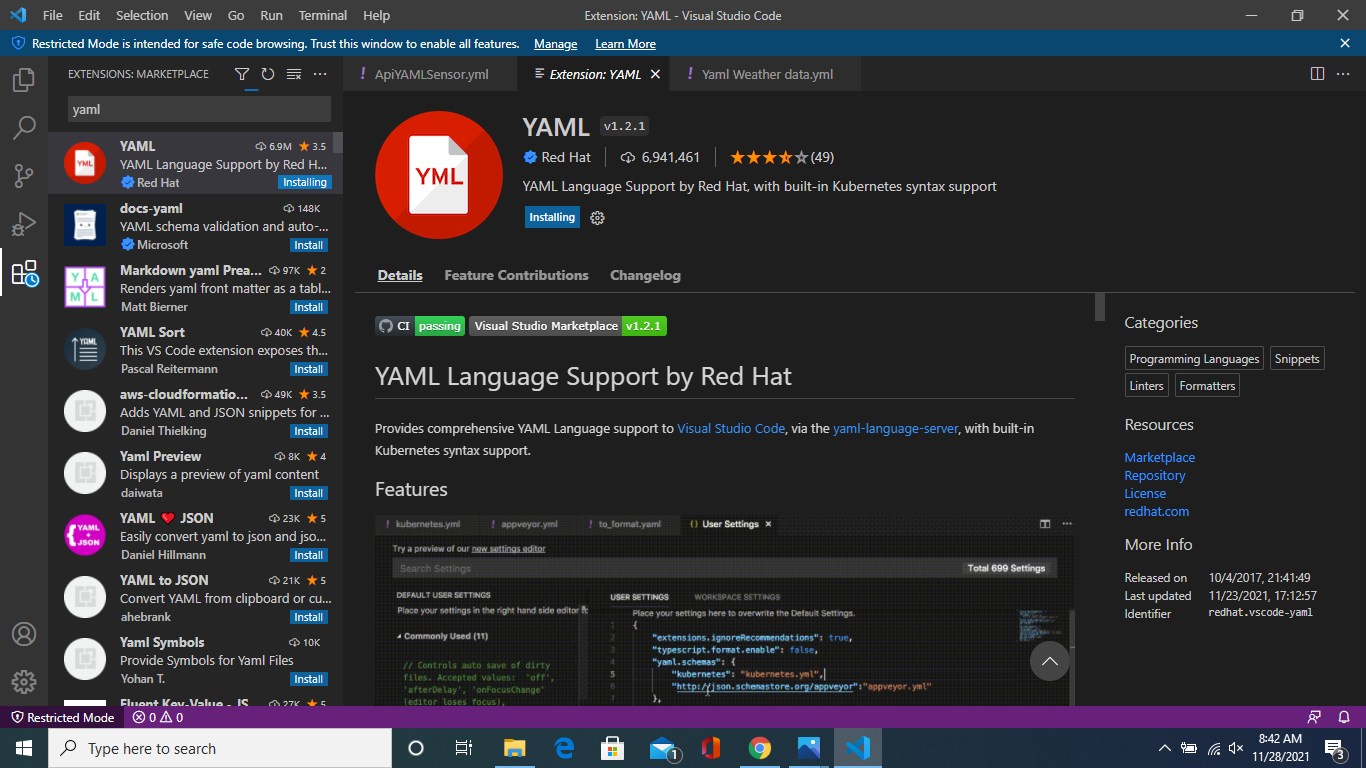 File Edit Selection View Go Run Terminal Help Extension: YAML - Visual Studio Code
Restricted Mode is intended for safe code browsing. Trust this window to enable all features. Manage Learn More
EXTENSIONS: MARKETPLACE
! ApiYAMLSensor.yml Extension: YAML ! Yaml Weather data.yml
yaml
YAML 6.9M 3.5
YAML Language Support by Red H...
Red Hat Installing
docs-yaml 148K
YAML schema validation and auto-...
Microsoft Install
Markdown yaml Prea... 97K 2
Renders yaml front matter as a tabl...
Matt Bierner Install
YAML Sort 40K 4.5
This VS Code extension exposes th...
Pascal Reitermann Install
aws-cloudformatio... 49K 3.5
Adds YAML and JSON snippets for ...
Daniel Thielking Install
Yaml Preview 8K 4
Displays a preview of yaml content
daiwata Install
YAML ❤️ JSON 23K 5
Easily convert yaml to json and jso...
Daniel Hillmann Install
YAML to JSON 21K 5
Convert YAML from clipboard or cu...
ahebrank Install
Yaml Symbols 10K
Provide Symbols for Yaml Files
Yohan T. Install
Fluent Key-Value - JS... 27K 5
YML
YAML v1.2.1
Red Hat 6,941,461 (49)
YAML Language Support by Red Hat, with built-in Kubernetes syntax support
Installing
Details Feature Contributions Changelog
CI passing Visual Studio Marketplace v1.2.1
YAML Language Support by Red Hat
Provides comprehensive YAML Language support to Visual Studio Code, via the yaml-language-server, with built-in
Kubernetes syntax support.
Features
! kubernetes.yml ! appveyor.yml ! to_format.yaml {} User Settings ×
Try a preview of our new settings editor
Search Settings Total 699 Settings
DEFAULT USER SETTINGS
Place your settings in the right hand side editor
Commonly Used (11)
// Controls auto save of dirty
files. Accepted values: 'off',
'afterDelay', 'onFocusChange'
(editor loses focus),
USER SETTINGS WORKSPACE SETTINGS
Place your settings here to overwrite the Default Settings.
1 {
2 "extensions.ignoreRecommendations": true,
3 "typescript.format.enable": false,
4 "yaml.schemas": {
5 "kubernetes": "kubernetes.yml",
6 "http://json.schemastore.org/appveyor":"appveyor.yml"
7 },
Categories
Programming Languages Snippets
Linters Formatters
Resources
Marketplace
Repository
License
redhat.com
More Info
Released on 10/4/2017, 21:41:49
Last updated 11/23/2021, 17:12:57
Identifier redhat.vscode-yaml
Restricted Mode 0 0
Type here to search 1
8:42 AM
11/28/2021 3